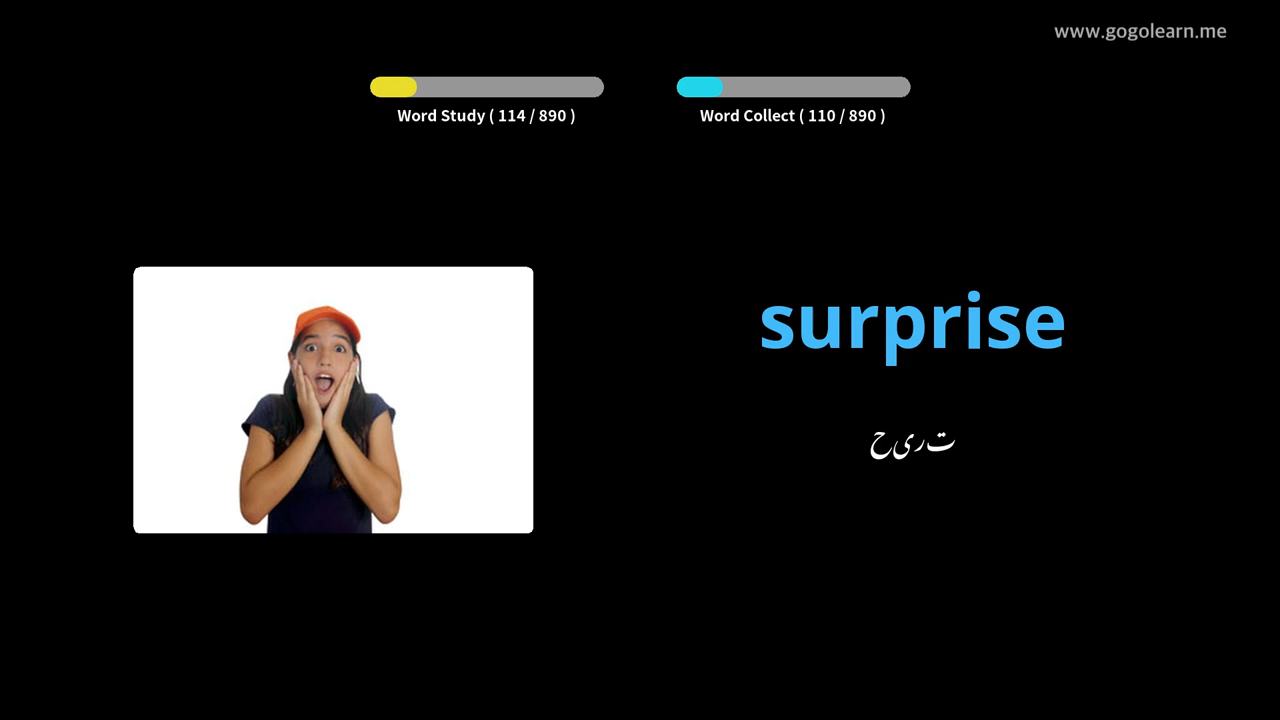 www.gogolearn.me
Word Study ( 114 / 890 )
Word Collect ( 110 / 890 )
surprise
حیرت